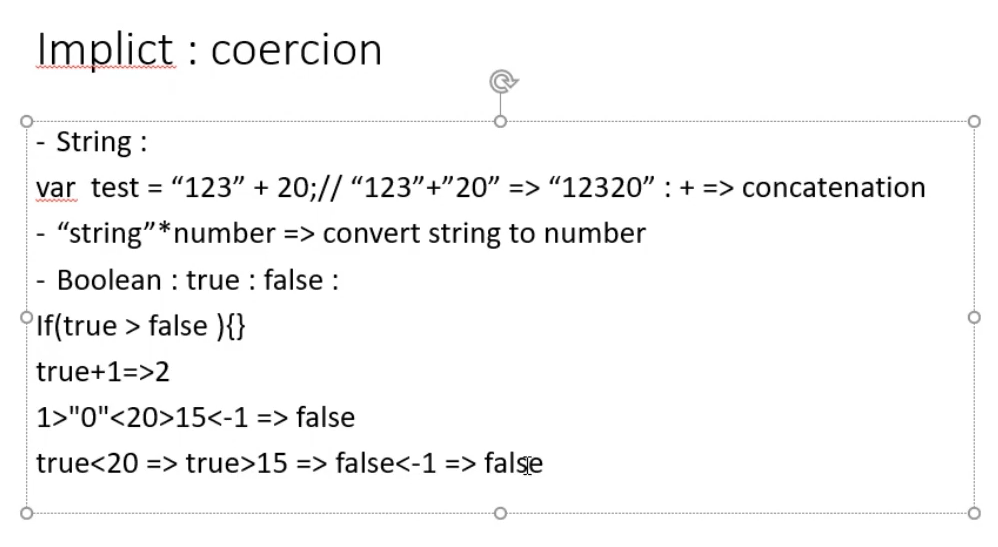 Implict : coercion
- String :
var test = “123” + 20;// “123”+”20” => “12320” : + => concatenation
- “string”*number => convert string to number
- Boolean : true : false :
If(true > false ){}
true+1=>2
1>"0"<20>15<-1 => false
true<20 => true>15 => false<-1 => false